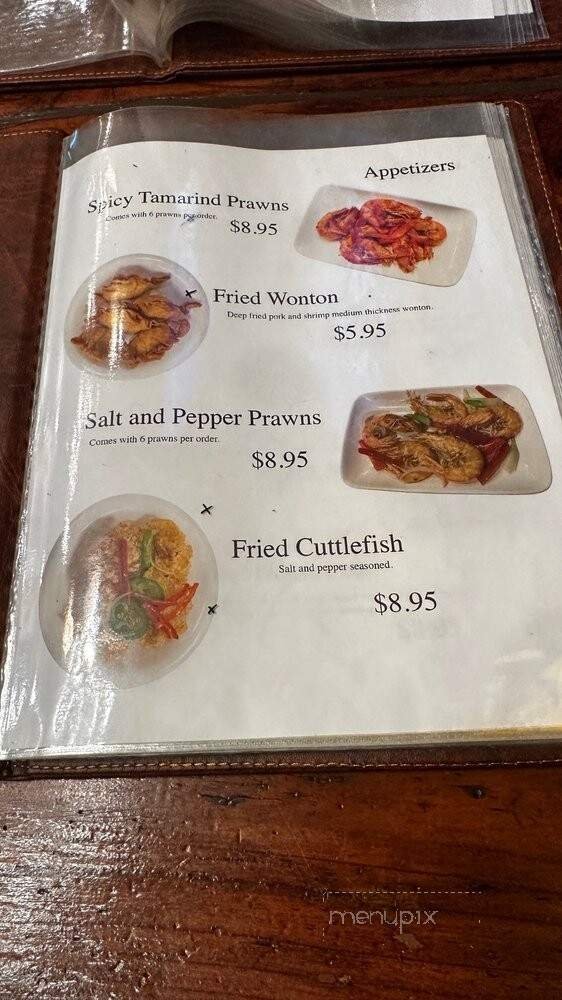 Appetizers
Spicy Tamarind Prawns
Comes with 6 prawns per order.
$8.95
Fried Wonton
Deep fried pork and shrimp medium thickness wonton.
$5.95
Salt and Pepper Prawns
Comes with 6 prawns per order.
$8.95
Fried Cuttlefish
Salt and pepper seasoned.
$8.95
menupix